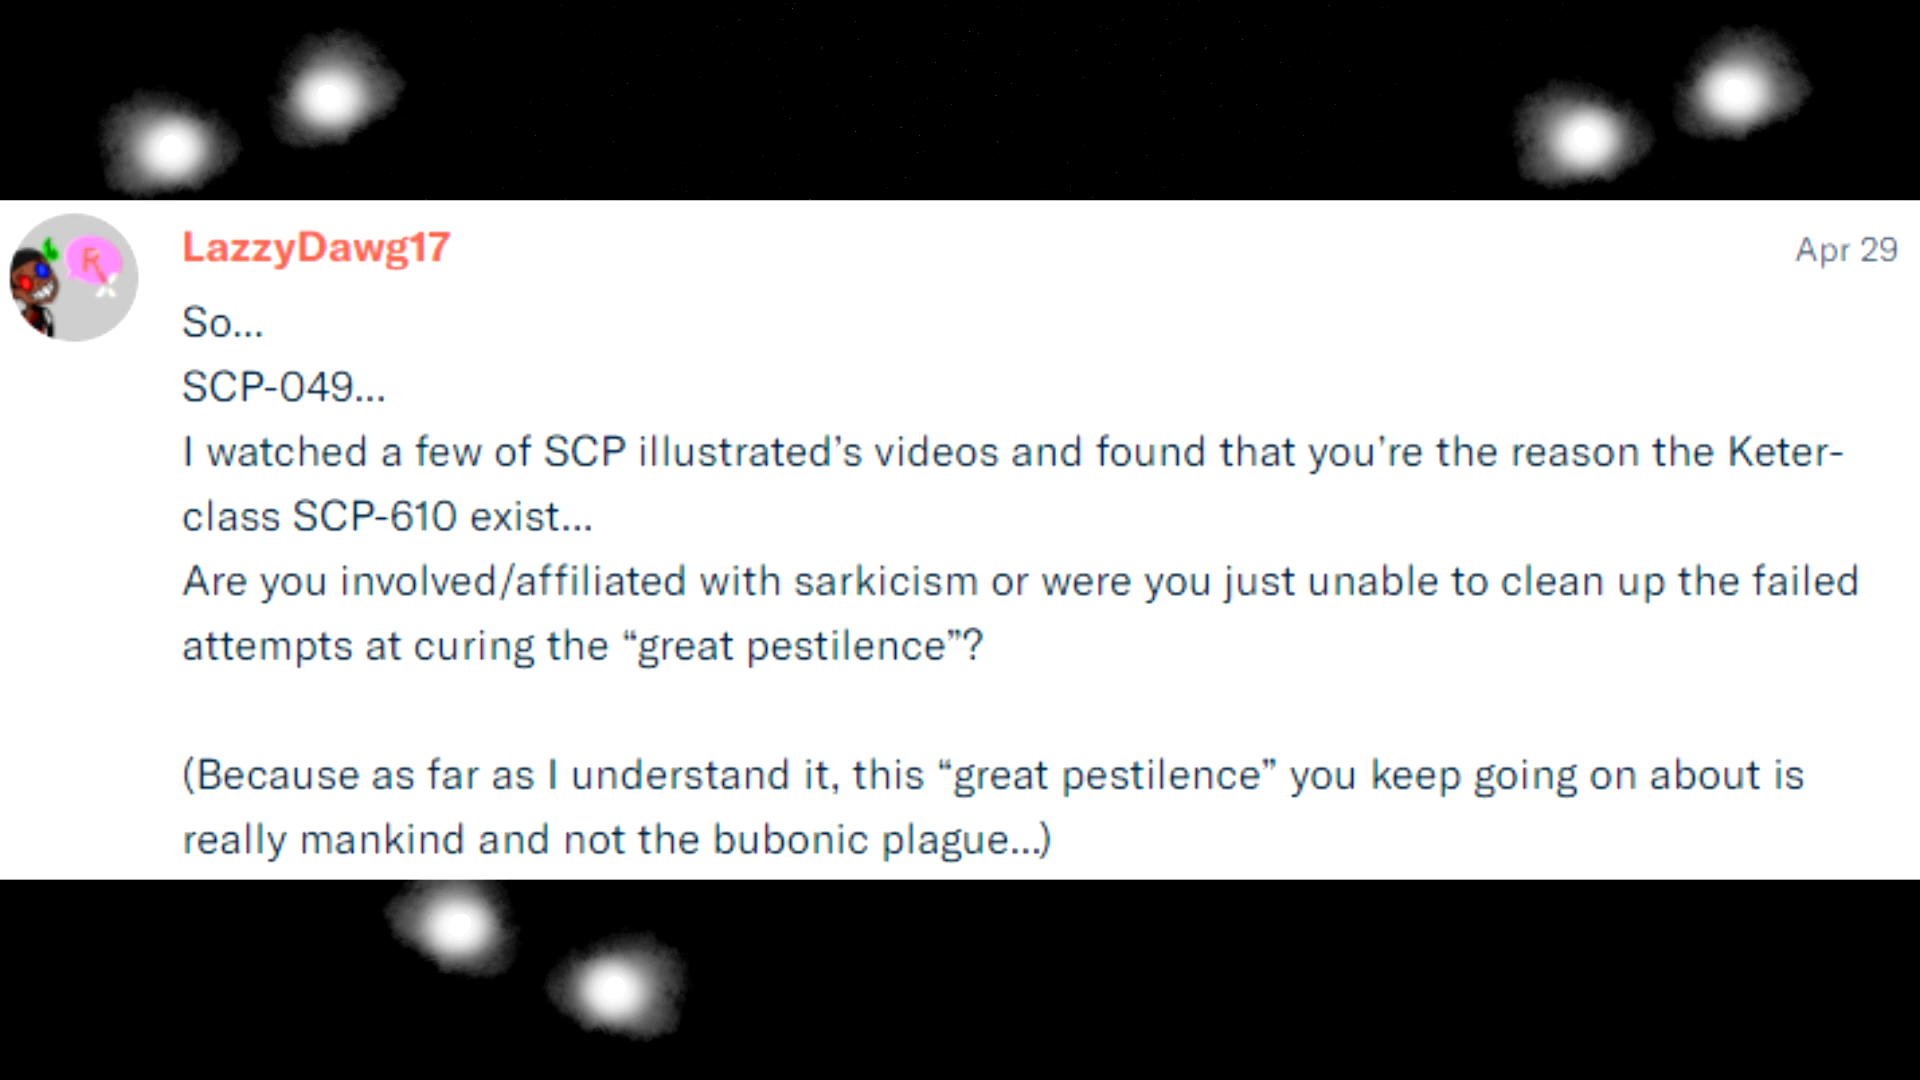 LazzyDawg17
Apr 29
So...
SCP-049...
I watched a few of SCP illustrated’s videos and found that you’re the reason the Keter-
class SCP-610 exist...
Are you involved/affiliated with sarkicism or were you just unable to clean up the failed
attempts at curing the “great pestilence”?
(Because as far as I understand it, this “great pestilence” you keep going on about is
really mankind and not the bubonic plague...)